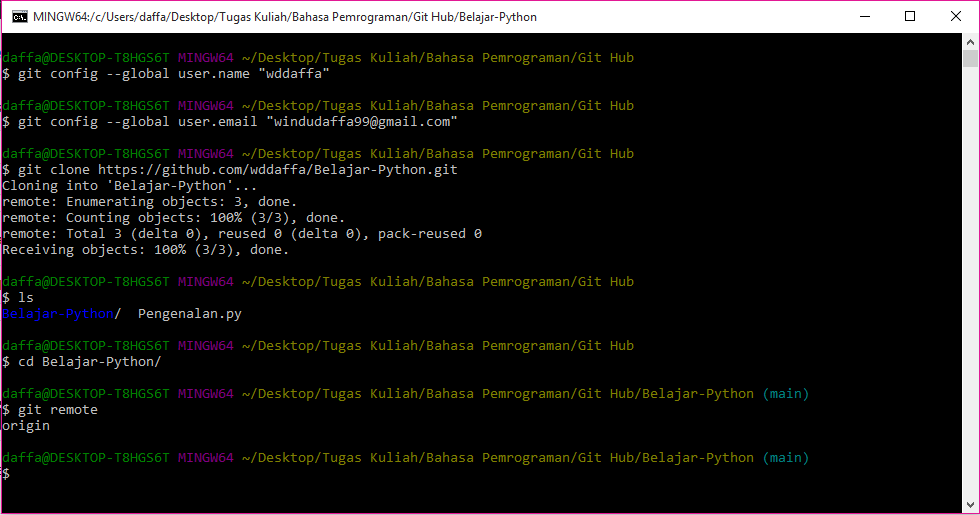 MINGW64:/c/Users/daffa/Desktop/Tugas Kuliah/Bahasa Pemrograman/Git Hub/Belajar-Python
daffa@DESKTOP-T8HGS6T MINGW64 ~/Desktop/Tugas Kuliah/Bahasa Pemrograman/Git Hub
$ git config --global user.name "wddaffa"
daffa@DESKTOP-T8HGS6T MINGW64 ~/Desktop/Tugas Kuliah/Bahasa Pemrograman/Git Hub
$ git config --global user.email "windudaffa99@gmail.com"
daffa@DESKTOP-T8HGS6T MINGW64 ~/Desktop/Tugas Kuliah/Bahasa Pemrograman/Git Hub
$ git clone https://github.com/wddaffa/Belajar-Python.git
Cloning into 'Belajar-Python'...
remote: Enumerating objects: 3, done.
remote: Counting objects: 100% (3/3), done.
remote: Total 3 (delta 0), reused 0 (delta 0), pack-reused 0
Receiving objects: 100% (3/3), done.
daffa@DESKTOP-T8HGS6T MINGW64 ~/Desktop/Tugas Kuliah/Bahasa Pemrograman/Git Hub
$ ls
Belajar-Python/  Pengenalan.py
daffa@DESKTOP-T8HGS6T MINGW64 ~/Desktop/Tugas Kuliah/Bahasa Pemrograman/Git Hub
$ cd Belajar-Python/
daffa@DESKTOP-T8HGS6T MINGW64 ~/Desktop/Tugas Kuliah/Bahasa Pemrograman/Git Hub/Belajar-Python (main)
$ git remote
origin
daffa@DESKTOP-T8HGS6T MINGW64 ~/Desktop/Tugas Kuliah/Bahasa Pemrograman/Git Hub/Belajar-Python (main)
$